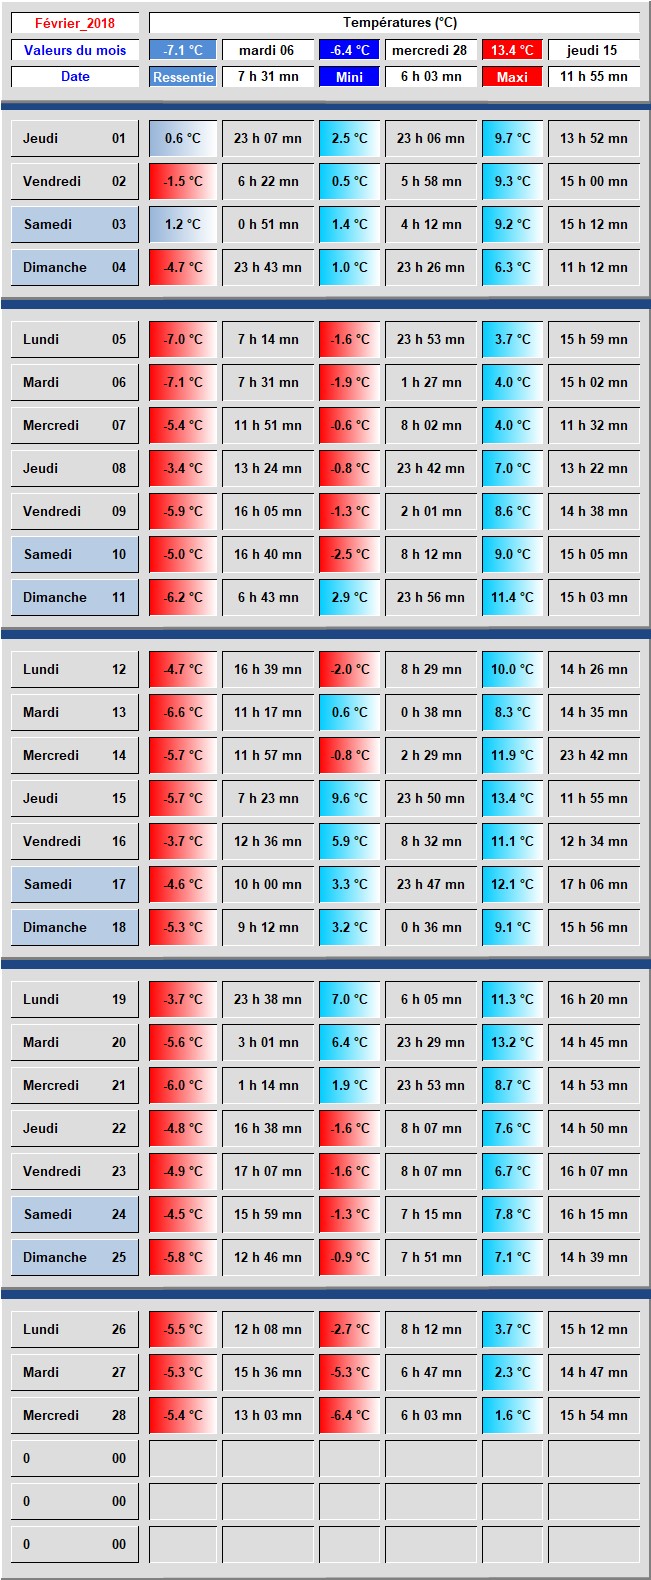 Février_2018 Températures (°C)
Valeurs du mois -7.1 °C mardi 06 -6.4 °C mercredi 28 13.4 °C jeudi 15
Date Ressentie 7 h 31 mn Mini 6 h 03 mn Maxi 11 h 55 mn
Jeudi 01 0.6 °C 23 h 07 mn 2.5 °C 23 h 06 mn 9.7 °C 13 h 52 mn
Vendredi 02 -1.5 °C 6 h 22 mn 0.5 °C 5 h 58 mn 9.3 °C 15 h 00 mn
Samedi 03 1.2 °C 0 h 51 mn 1.4 °C 4 h 12 mn 9.2 °C 15 h 12 mn
Dimanche 04 -4.7 °C 23 h 43 mn 1.0 °C 23 h 26 mn 6.3 °C 11 h 12 mn
Lundi 05 -7.0 °C 7 h 14 mn -1.6 °C 23 h 53 mn 3.7 °C 15 h 59 mn
Mardi 06 -7.1 °C 7 h 31 mn -1.9 °C 1 h 27 mn 4.0 °C 15 h 02 mn
Mercredi 07 -5.4 °C 11 h 51 mn -0.6 °C 8 h 02 mn 4.0 °C 11 h 32 mn
Jeudi 08 -3.4 °C 13 h 24 mn -0.8 °C 23 h 42 mn 7.0 °C 13 h 22 mn
Vendredi 09 -5.9 °C 16 h 05 mn -1.3 °C 2 h 01 mn 8.6 °C 14 h 38 mn
Samedi 10 -5.0 °C 16 h 40 mn -2.5 °C 8 h 12 mn 9.0 °C 15 h 05 mn
Dimanche 11 -6.2 °C 6 h 43 mn 2.9 °C 23 h 56 mn 11.4 °C 15 h 03 mn
Lundi 12 -4.7 °C 16 h 39 mn -2.0 °C 8 h 29 mn 10.0 °C 14 h 26 mn
Mardi 13 -6.6 °C 11 h 17 mn 0.6 °C 0 h 38 mn 8.3 °C 14 h 35 mn
Mercredi 14 -5.7 °C 11 h 57 mn -0.8 °C 2 h 29 mn 11.9 °C 23 h 42 mn
Jeudi 15 -5.7 °C 7 h 23 mn 9.6 °C 23 h 50 mn 13.4 °C 11 h 55 mn
Vendredi 16 -3.7 °C 12 h 36 mn 5.9 °C 8 h 32 mn 11.1 °C 12 h 34 mn
Samedi 17 -4.6 °C 10 h 00 mn 3.3 °C 23 h 47 mn 12.1 °C 17 h 06 mn
Dimanche 18 -5.3 °C 9 h 12 mn 3.2 °C 0 h 36 mn 9.1 °C 15 h 56 mn
Lundi 19 -3.7 °C 23 h 38 mn 7.0 °C 6 h 05 mn 11.3 °C 16 h 20 mn
Mardi 20 -5.6 °C 3 h 01 mn 6.4 °C 23 h 29 mn 13.2 °C 14 h 45 mn
Mercredi 21 -6.0 °C 1 h 14 mn 1.9 °C 23 h 53 mn 8.7 °C 14 h 53 mn
Jeudi 22 -4.8 °C 16 h 38 mn -1.6 °C 8 h 07 mn 7.6 °C 14 h 50 mn
Vendredi 23 -4.9 °C 17 h 07 mn -1.6 °C 8 h 07 mn 6.7 °C 16 h 07 mn
Samedi 24 -4.5 °C 15 h 59 mn -1.3 °C 7 h 15 mn 7.8 °C 16 h 15 mn
Dimanche 25 -5.8 °C 12 h 46 mn -0.9 °C 7 h 51 mn 7.1 °C 14 h 39 mn
Lundi 26 -5.5 °C 12 h 08 mn -2.7 °C 8 h 12 mn 3.7 °C 15 h 12 mn
Mardi 27 -5.3 °C 15 h 36 mn -5.3 °C 6 h 47 mn 2.3 °C 14 h 47 mn
Mercredi 28 -5.4 °C 13 h 03 mn -6.4 °C 6 h 03 mn 1.6 °C 15 h 54 mn
0 00
0 00
0 00